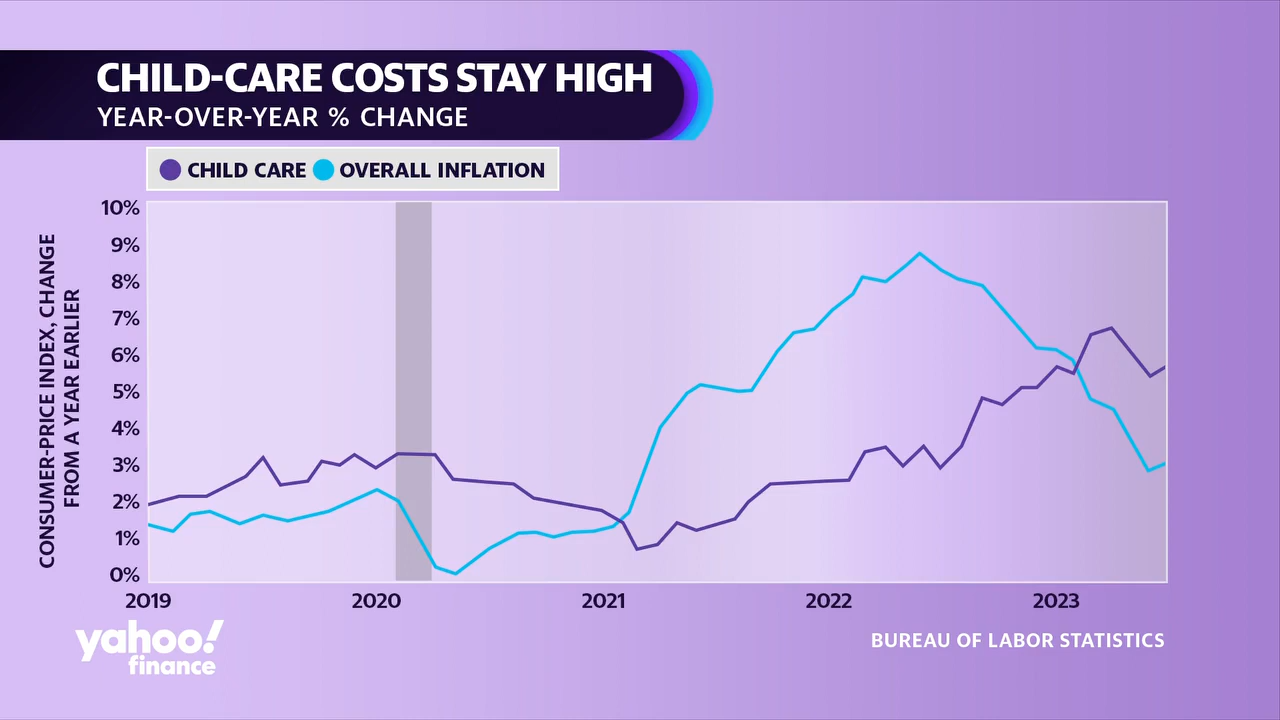 CHILD-CARE COSTS STAY HIGH
YEAR-OVER-YEAR % CHANGE
CHILD CARE OVERALL INFLATION
CONSUMER-PRICE INDEX, CHANGE
FROM A YEAR EARLIER
10%
9%
8%
7%
6%
5%
4%
3%
2%
1%
0%
2019 2020 2021 2022 2023
yahoo!
finance
BUREAU OF LABOR STATISTICS